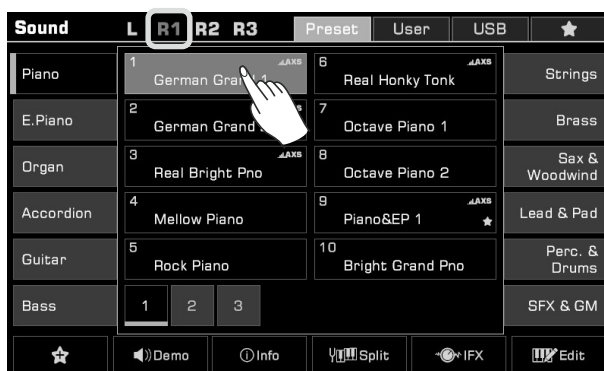 Sound L R1 R2 R3 Preset User USB
Piano
E.Piano
Organ
Accordion
Guitar
Bass
1 AXS
German Grand 1
2
German Grand
3 AXS
Real Bright Pno
4
Mellow Piano
5
Rock Piano
6 AXS
Real Honky Tonk
7
Octave Piano 1
8
Octave Piano 2
9 AXS
Piano&EP 1
10
Bright Grand Pno
1 2 3
Strings
Brass
Sax &
Woodwind
Lead & Pad
Perc. &
Drums
SFX & GM
Demo Info Split IFX Edit